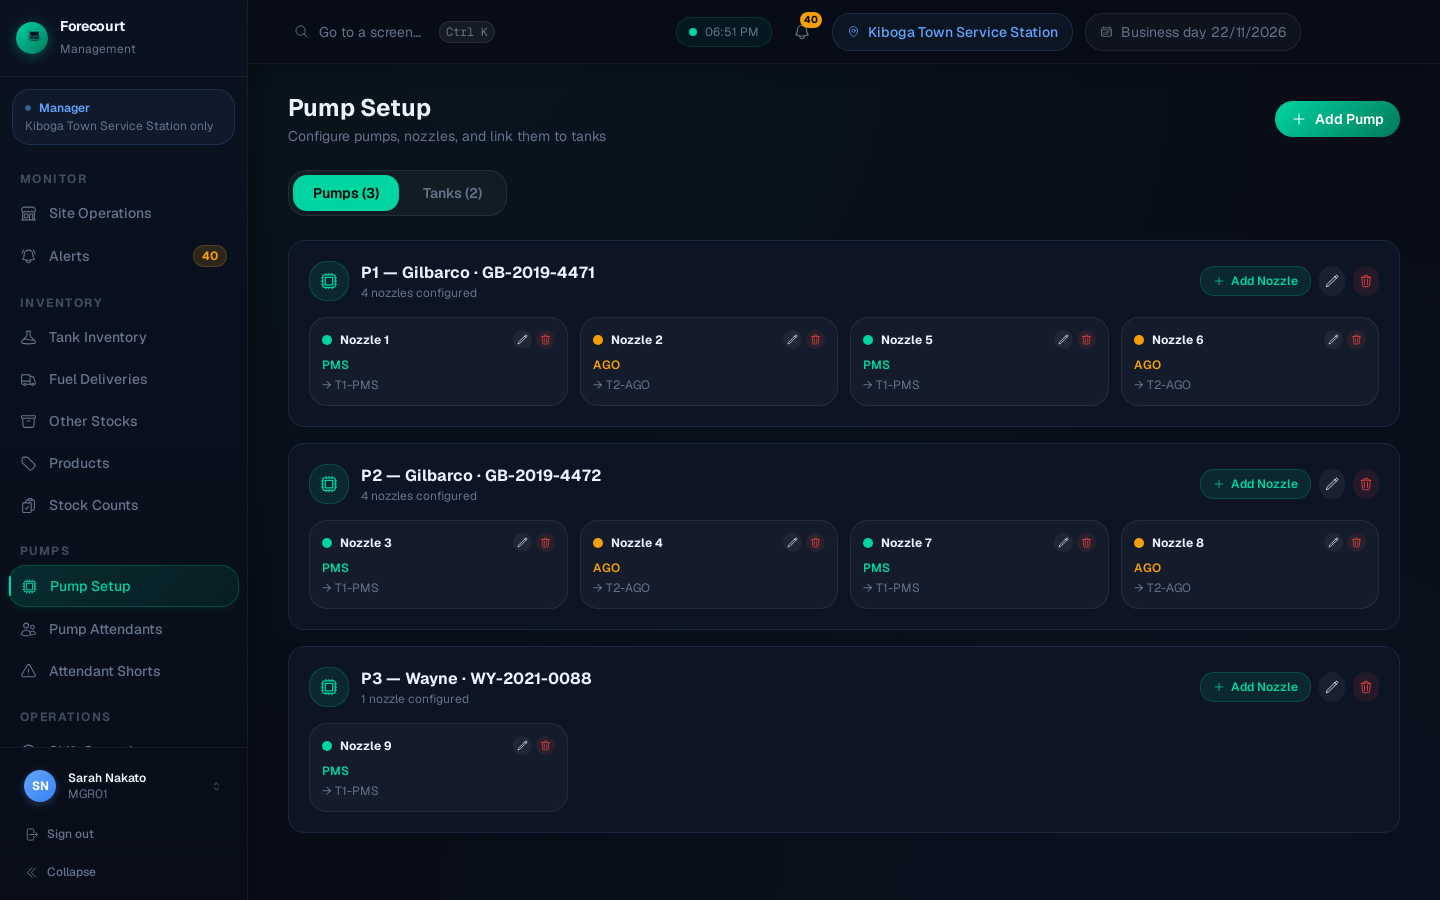 Forecourt
Management
Manager
Kiboga Town Service Station only
MONITOR
Site Operations
Alerts
40
INVENTORY
Tank Inventory
Fuel Deliveries
Other Stocks
Products
Stock Counts
PUMPS
Pump Setup
Pump Attendants
Attendant Shorts
OPERATIONS
SN
Sarah Nakato
MGR01
Sign out
Collapse
Go to a screen...
Ctrl K
06:51 PM
40
Kiboga Town Service Station
Business day 22/11/2026
Pump Setup
Configure pumps, nozzles, and link them to tanks
Add Pump
Pumps (3)
Tanks (2)
P1 — Gilbarco · GB-2019-4471
4 nozzles configured
Add Nozzle
Nozzle 1
PMS
→ T1-PMS
Nozzle 2
AGO
→ T2-AGO
Nozzle 5
PMS
→ T1-PMS
Nozzle 6
AGO
→ T2-AGO
P2 — Gilbarco · GB-2019-4472
4 nozzles configured
Add Nozzle
Nozzle 3
PMS
→ T1-PMS
Nozzle 4
AGO
→ T2-AGO
Nozzle 7
PMS
→ T1-PMS
Nozzle 8
AGO
→ T2-AGO
P3 — Wayne · WY-2021-0088
1 nozzle configured
Add Nozzle
Nozzle 9
PMS
→ T1-PMS